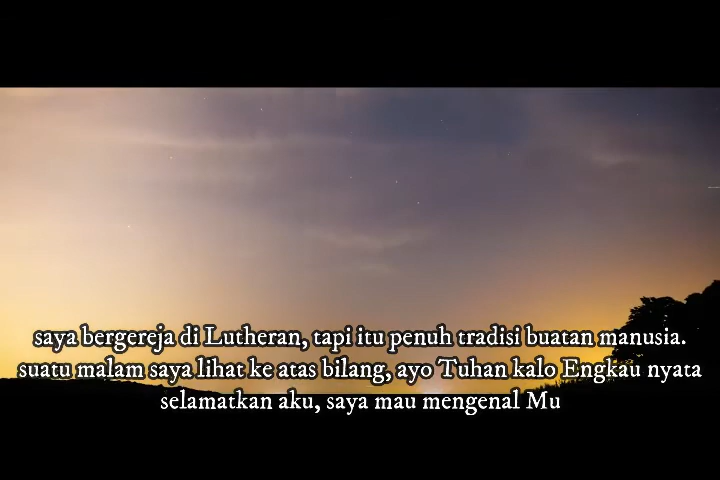 saya bergereja di Lutheran, tapi itu penuh tradisi buatan manusia.
suatu malam saya lihat ke atas bilang, ayo Tuhan kalo Engkau nyata
selamatkan aku, saya mau mengenal Mu